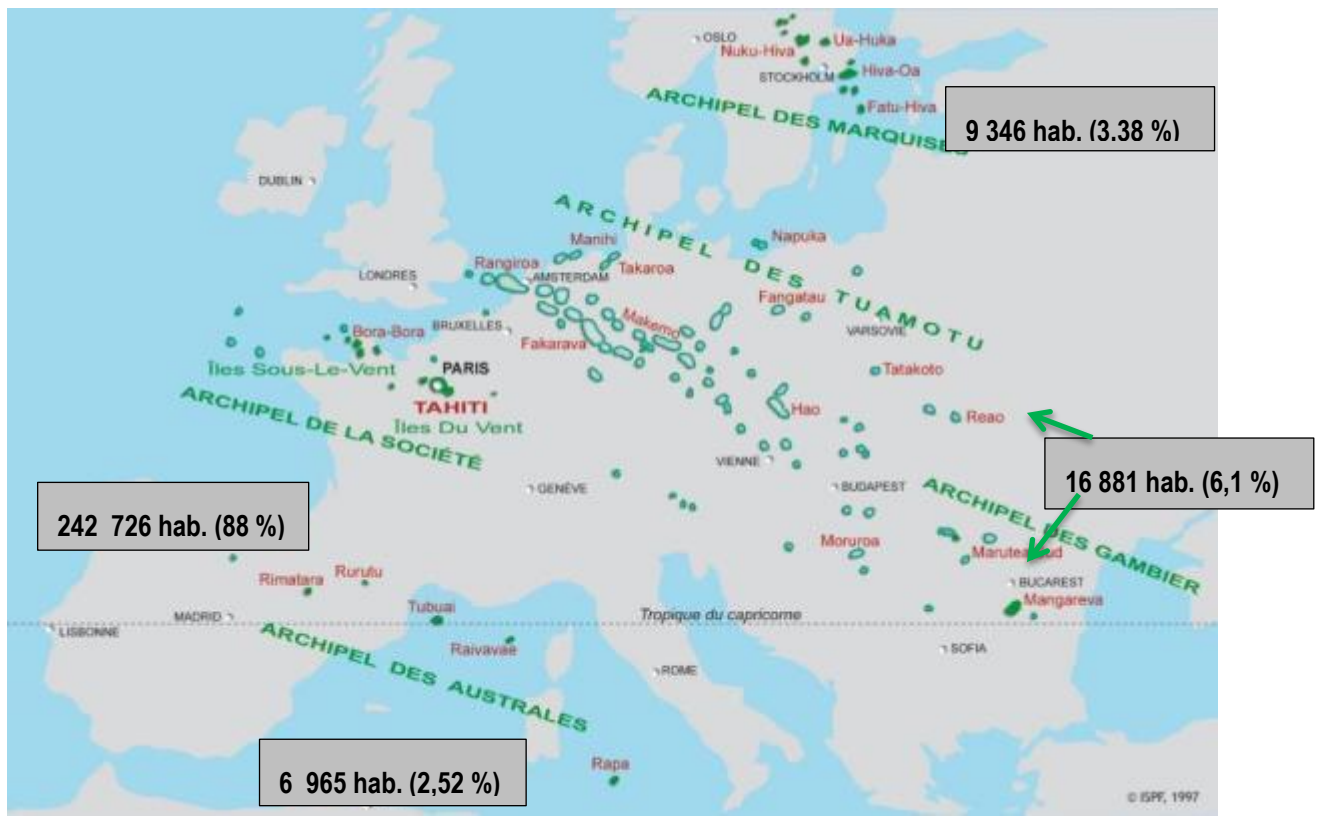 OSLO
Nuku-Hiva
Ua-Huka
STOCKHOLM
Hiva-Oa
Fatu-Hiva
ARCHIPEL DES MARQUISES
9 346 hab. (3.38 %)
DUBLIN
ARCHIPEL DES TUAMOTU
Manihi
Napuka
Rangiroa
Takaroa
LONDRES
AMSTERDAM
Fangatau
Makemo
Bora-Bora
BRUXELLES
Fakarava
VARSOVIE
Îles Sous-Le-Vent
PARIS
Tatakoto
TAHITI
Îles Du Vent
ARCHIPEL DE LA SOCIÉTÉ
Hao
Reao
VIENNE
16 881 hab. (6,1 %)
GENÈVE
BUDAPEST
ARCHIPEL DES GAMBIER
242 726 hab. (88 %)
Moruroa
Rimatara
Rurutu
BUCAREST
Mangareva
MADRID
Tubuai
Tropique du capricorne
LISBONNE
ARCHIPEL DES AUSTRALES
Raivavae
SOFIA
ROME
6 965 hab. (2,52 %)
Rapa
© ISPF, 1997